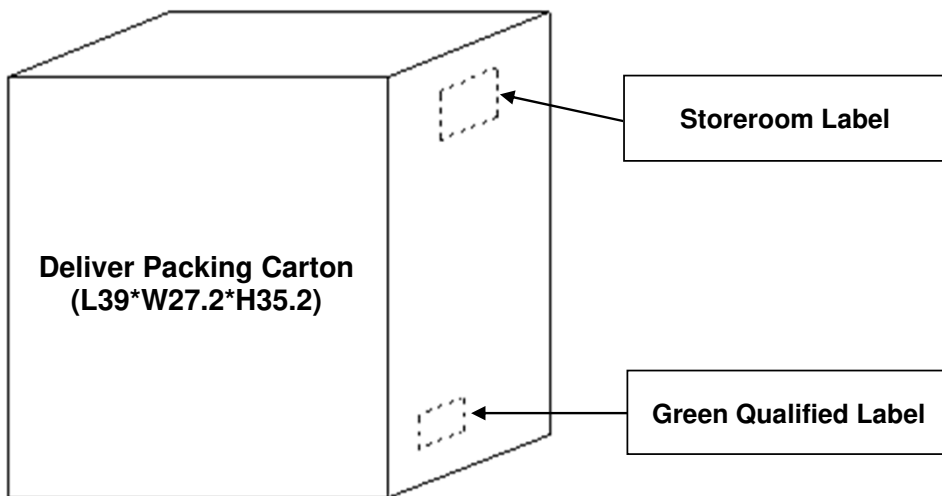 Storeroom Label
Deliver Packing Carton
(L39*W27.2*H35.2)
Green Qualified Label